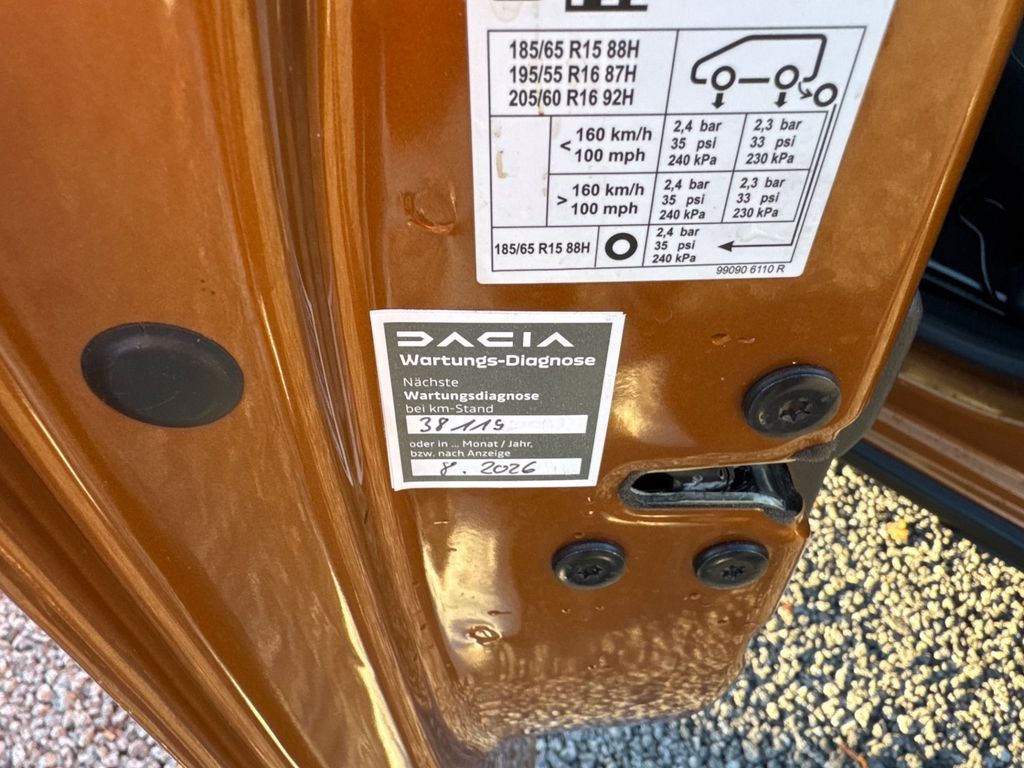 185/65 R15 88H
195/55 R16 87H
205/60 R16 92H
< 160 km/h
100 mph
2,4 bar
35 psi
240 kPa
2,3 bar
33 psi
230 kPa
> 160 km/h
100 mph
2,4 bar
35 psi
240 kPa
2,3 bar
33 psi
230 kPa
185/65 R15 88H
2,4 bar
35 psi
240 kPa
99090 6110 R
DACIA
Wartungs-Diagnose
Nächste
Wartungsdiagnose
bei km-Stand
38119
oder in ... Monat / Jahr,
bzw. nach Anzeige
8. 2026